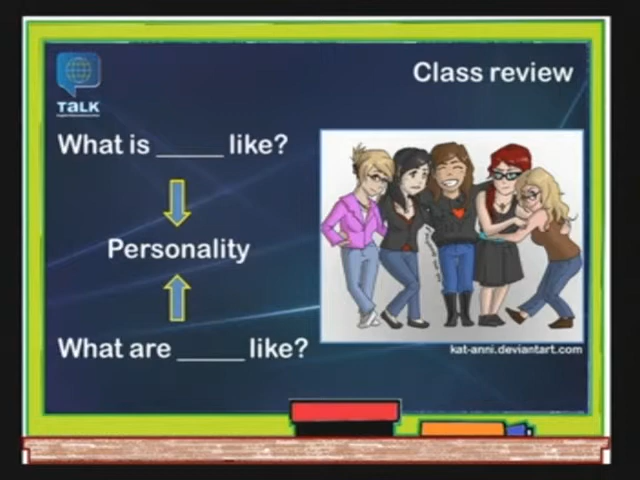 TaLK
Class review
What is _____ like?
Personality
What are _____ like?
kat-anni.deviantart.com